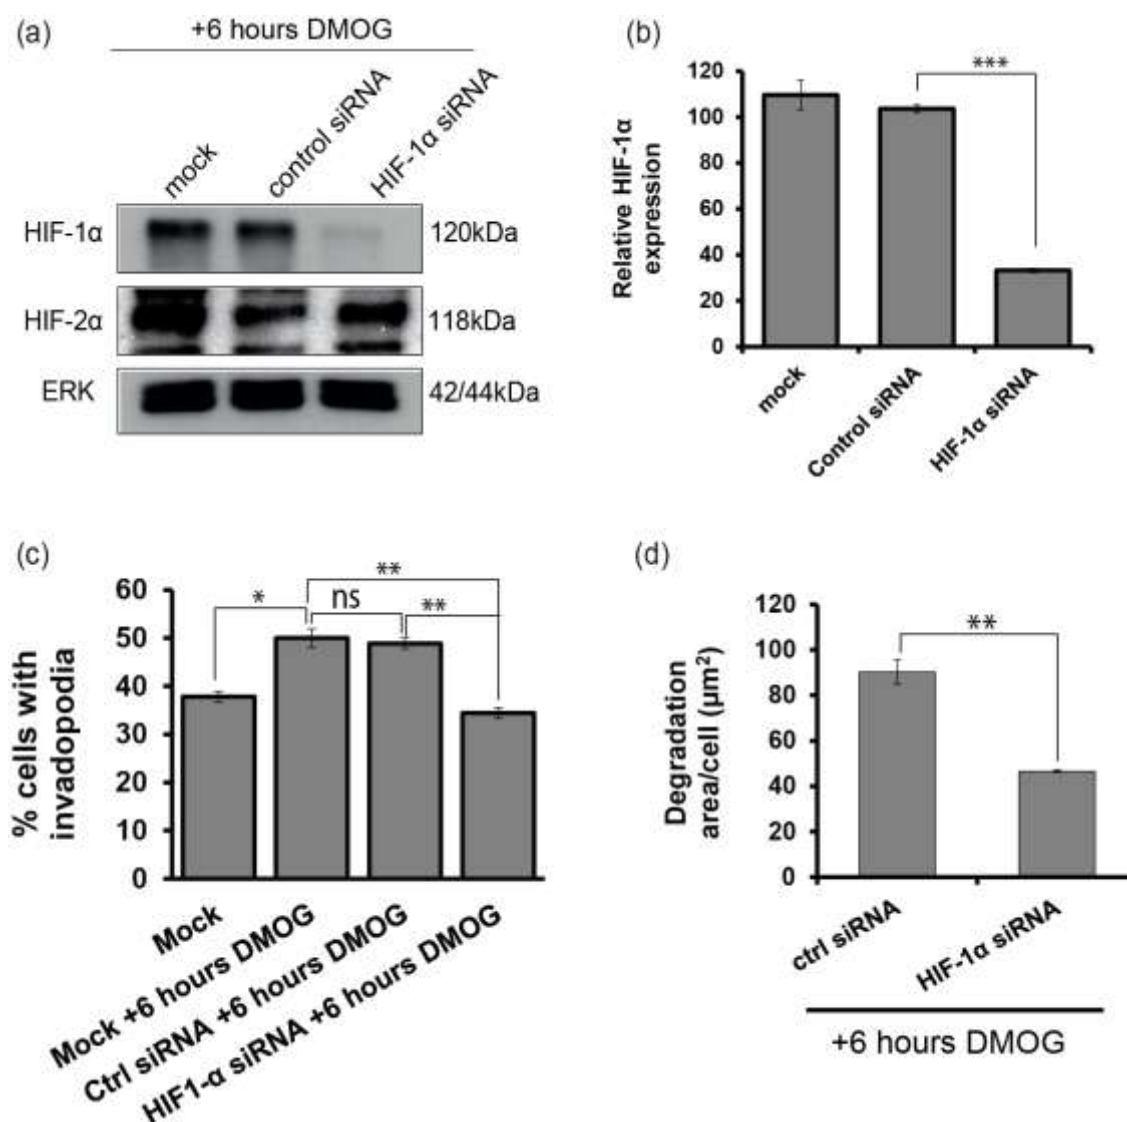 (a)
+6 hours DMOG
mock
control siRNA
HIF-1α siRNA
HIF-1α
120kDa
HIF-2α
118kDa
ERK
42/44kDa
(b)
Relative HIF-1α
expression
120
100
80
60
40
20
0
***
mock
Control siRNA
HIF-1α siRNA
(c)
% cells with
invadopodia
60
50
40
30
20
10
0
*
**
ns
**
Mock
Mock +6 hours DMOG
Ctrl siRNA +6 hours DMOG
HIF1-α siRNA +6 hours DMOG
(d)
Degradation
area/cell (µm²)
120
100
80
60
40
20
0
**
ctrl siRNA
HIF-1α siRNA
+6 hours DMOG